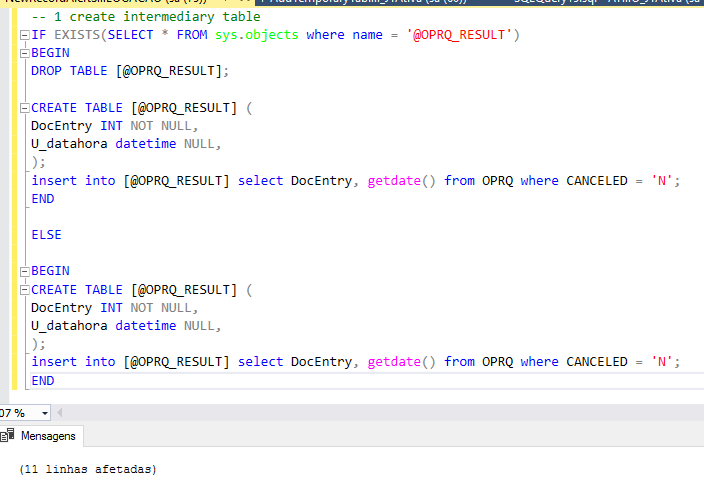 -- 1 create intermediary table
IF EXISTS(SELECT * FROM sys.objects where name = '@OPRQ_RESULT')
BEGIN
DROP TABLE [@OPRQ_RESULT];
CREATE TABLE [@OPRQ_RESULT] (
DocEntry INT NOT NULL,
U_datahora datetime NULL,
);
insert into [@OPRQ_RESULT] select DocEntry, getdate() from OPRQ where CANCELED = 'N';
END
ELSE
BEGIN
CREATE TABLE [@OPRQ_RESULT] (
DocEntry INT NOT NULL,
U_datahora datetime NULL,
);
insert into [@OPRQ_RESULT] select DocEntry, getdate() from OPRQ where CANCELED = 'N';
END
07 %
Mensagens
(11 linhas afetadas)